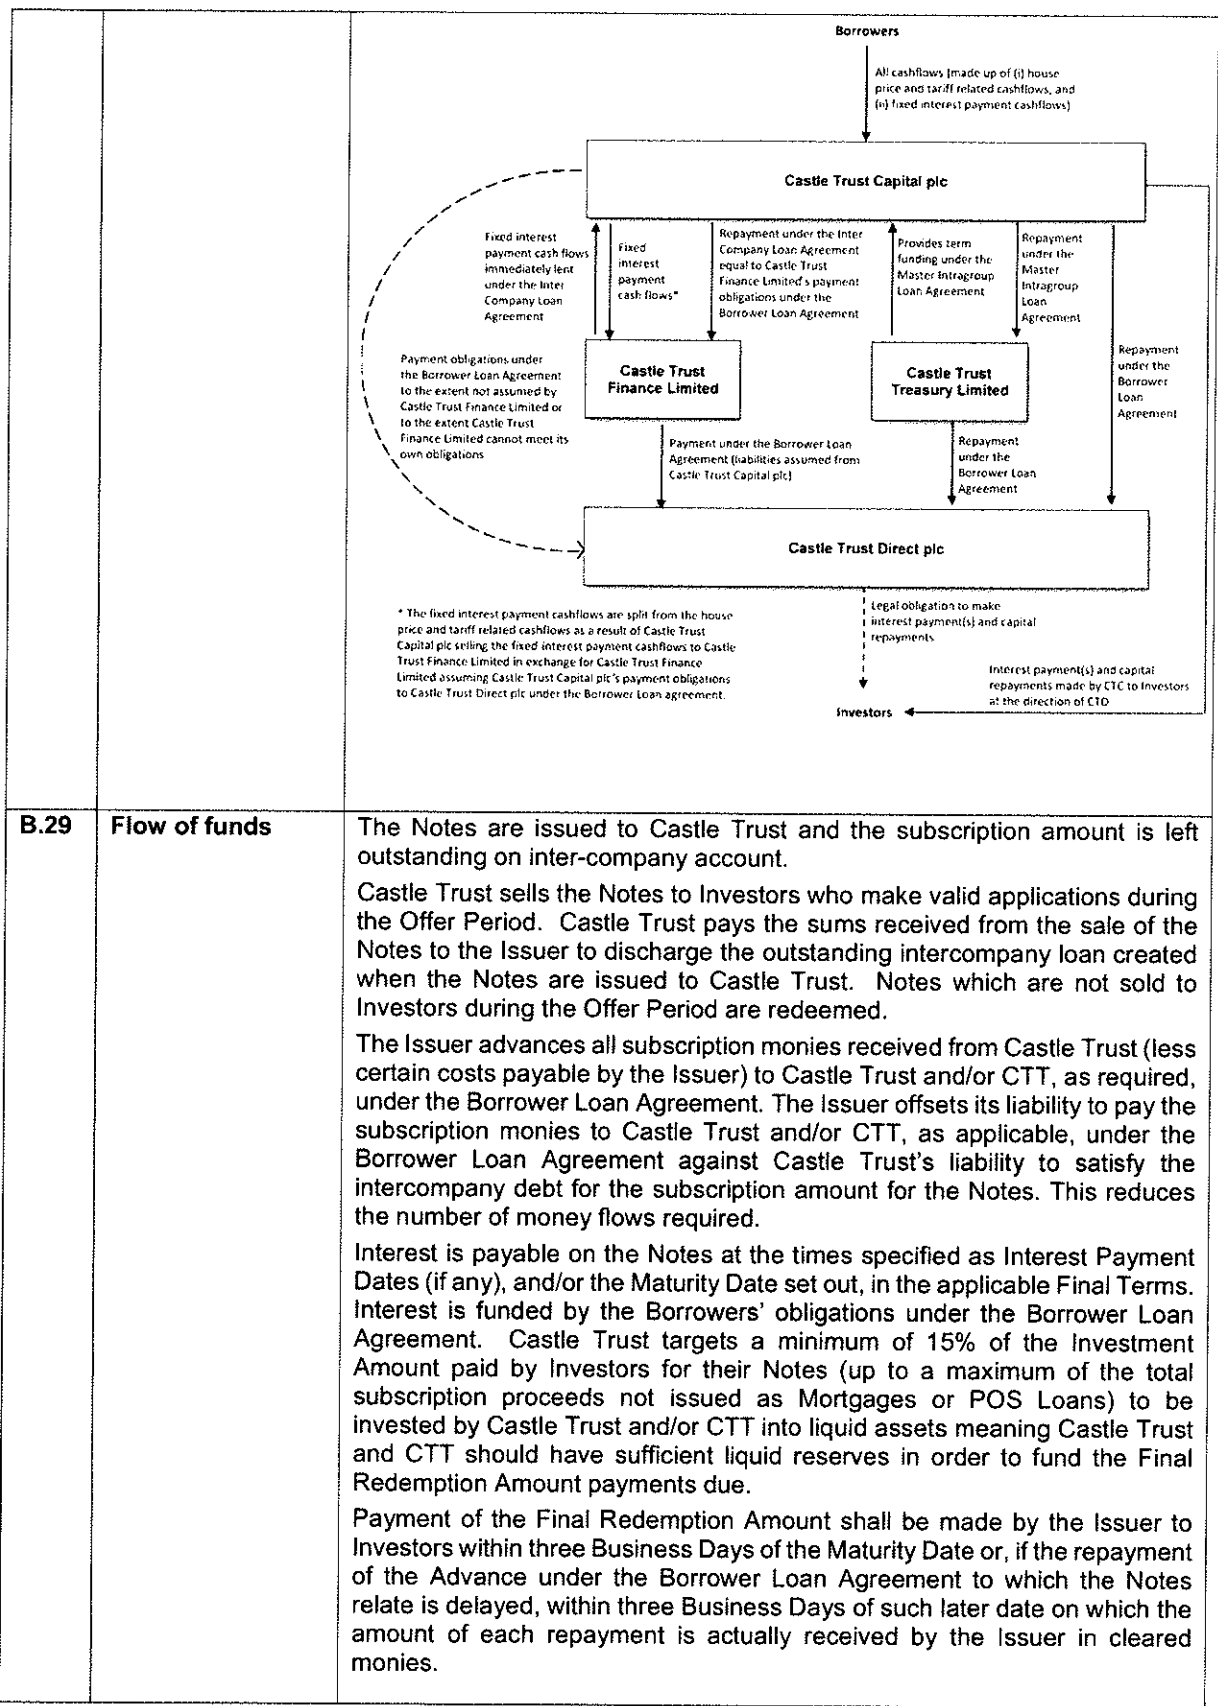 Borrowers
All cashflows (made up of (i) house
price and tariff related cashflows, and
(ii) fixed interest payment cashflows)
Castle Trust Capital plc
Fixed interest
payment cash flows
immediately lent
under the Inter
Company Loan
Agreement
Fixed
interest
payment
cash flows*
Repayment under the Inter
Company Loan Agreement
equal to Castle Trust
Finance Limited's payment
obligations under the
Borrower Loan Agreement
Provides term
funding under the
Master Intragroup
Loan Agreement
Repayment
under the
Master
Intragroup
Loan
Agreement
Repayment
under the
Borrower
Loan
Agreement
Payment obligations under
the Borrower Loan Agreement
to the extent not assumed by
Castle Trust Finance Limited or
to the extent Castle Trust
Finance Limited cannot meet its
own obligations
Castle Trust
Finance Limited
Castle Trust
Treasury Limited
Payment under the Borrower Loan
Agreement (liabilities assumed from
Castle Trust Capital plc)
Repayment
under the
Borrower Loan
Agreement
Castle Trust Direct plc
* The fixed interest payment cashflows are split from the house
price and tariff related cashflows as a result of Castle Trust
Capital plc selling the fixed interest payment cashflows to Castle
Trust Finance Limited in exchange for Castle Trust Finance
Limited assuming Castle Trust Capital plc's payment obligations
to Castle Trust Direct plc under the Borrower Loan agreement.
Legal obligation to make
interest payment(s) and capital
repayments
Interest payment(s) and capital
repayments made by CTC to Investors
at the direction of CTD
Investors
B.29 Flow of funds
The Notes are issued to Castle Trust and the subscription amount is left
outstanding on inter-company account.
Castle Trust sells the Notes to Investors who make valid applications during
the Offer Period. Castle Trust pays the sums received from the sale of the
Notes to the Issuer to discharge the outstanding intercompany loan created
when the Notes are issued to Castle Trust. Notes which are not sold to
Investors during the Offer Period are redeemed.
The Issuer advances all subscription monies received from Castle Trust (less
certain costs payable by the Issuer) to Castle Trust and/or CTT, as required,
under the Borrower Loan Agreement. The Issuer offsets its liability to pay the
subscription monies to Castle Trust and/or CTT, as applicable, under the
Borrower Loan Agreement against Castle Trust's liability to satisfy the
intercompany debt for the subscription amount for the Notes. This reduces
the number of money flows required.
Interest is payable on the Notes at the times specified as Interest Payment
Dates (if any), and/or the Maturity Date set out, in the applicable Final Terms.
Interest is funded by the Borrowers' obligations under the Borrower Loan
Agreement. Castle Trust targets a minimum of 15% of the Investment
Amount paid by Investors for their Notes (up to a maximum of the total
subscription proceeds not issued as Mortgages or POS Loans) to be
invested by Castle Trust and/or CTT into liquid assets meaning Castle Trust
and CTT should have sufficient liquid reserves in order to fund the Final
Redemption Amount payments due.
Payment of the Final Redemption Amount shall be made by the Issuer to
Investors within three Business Days of the Maturity Date or, if the repayment
of the Advance under the Borrower Loan Agreement to which the Notes
relate is delayed, within three Business Days of such later date on which the
amount of each repayment is actually received by the Issuer in cleared
monies.